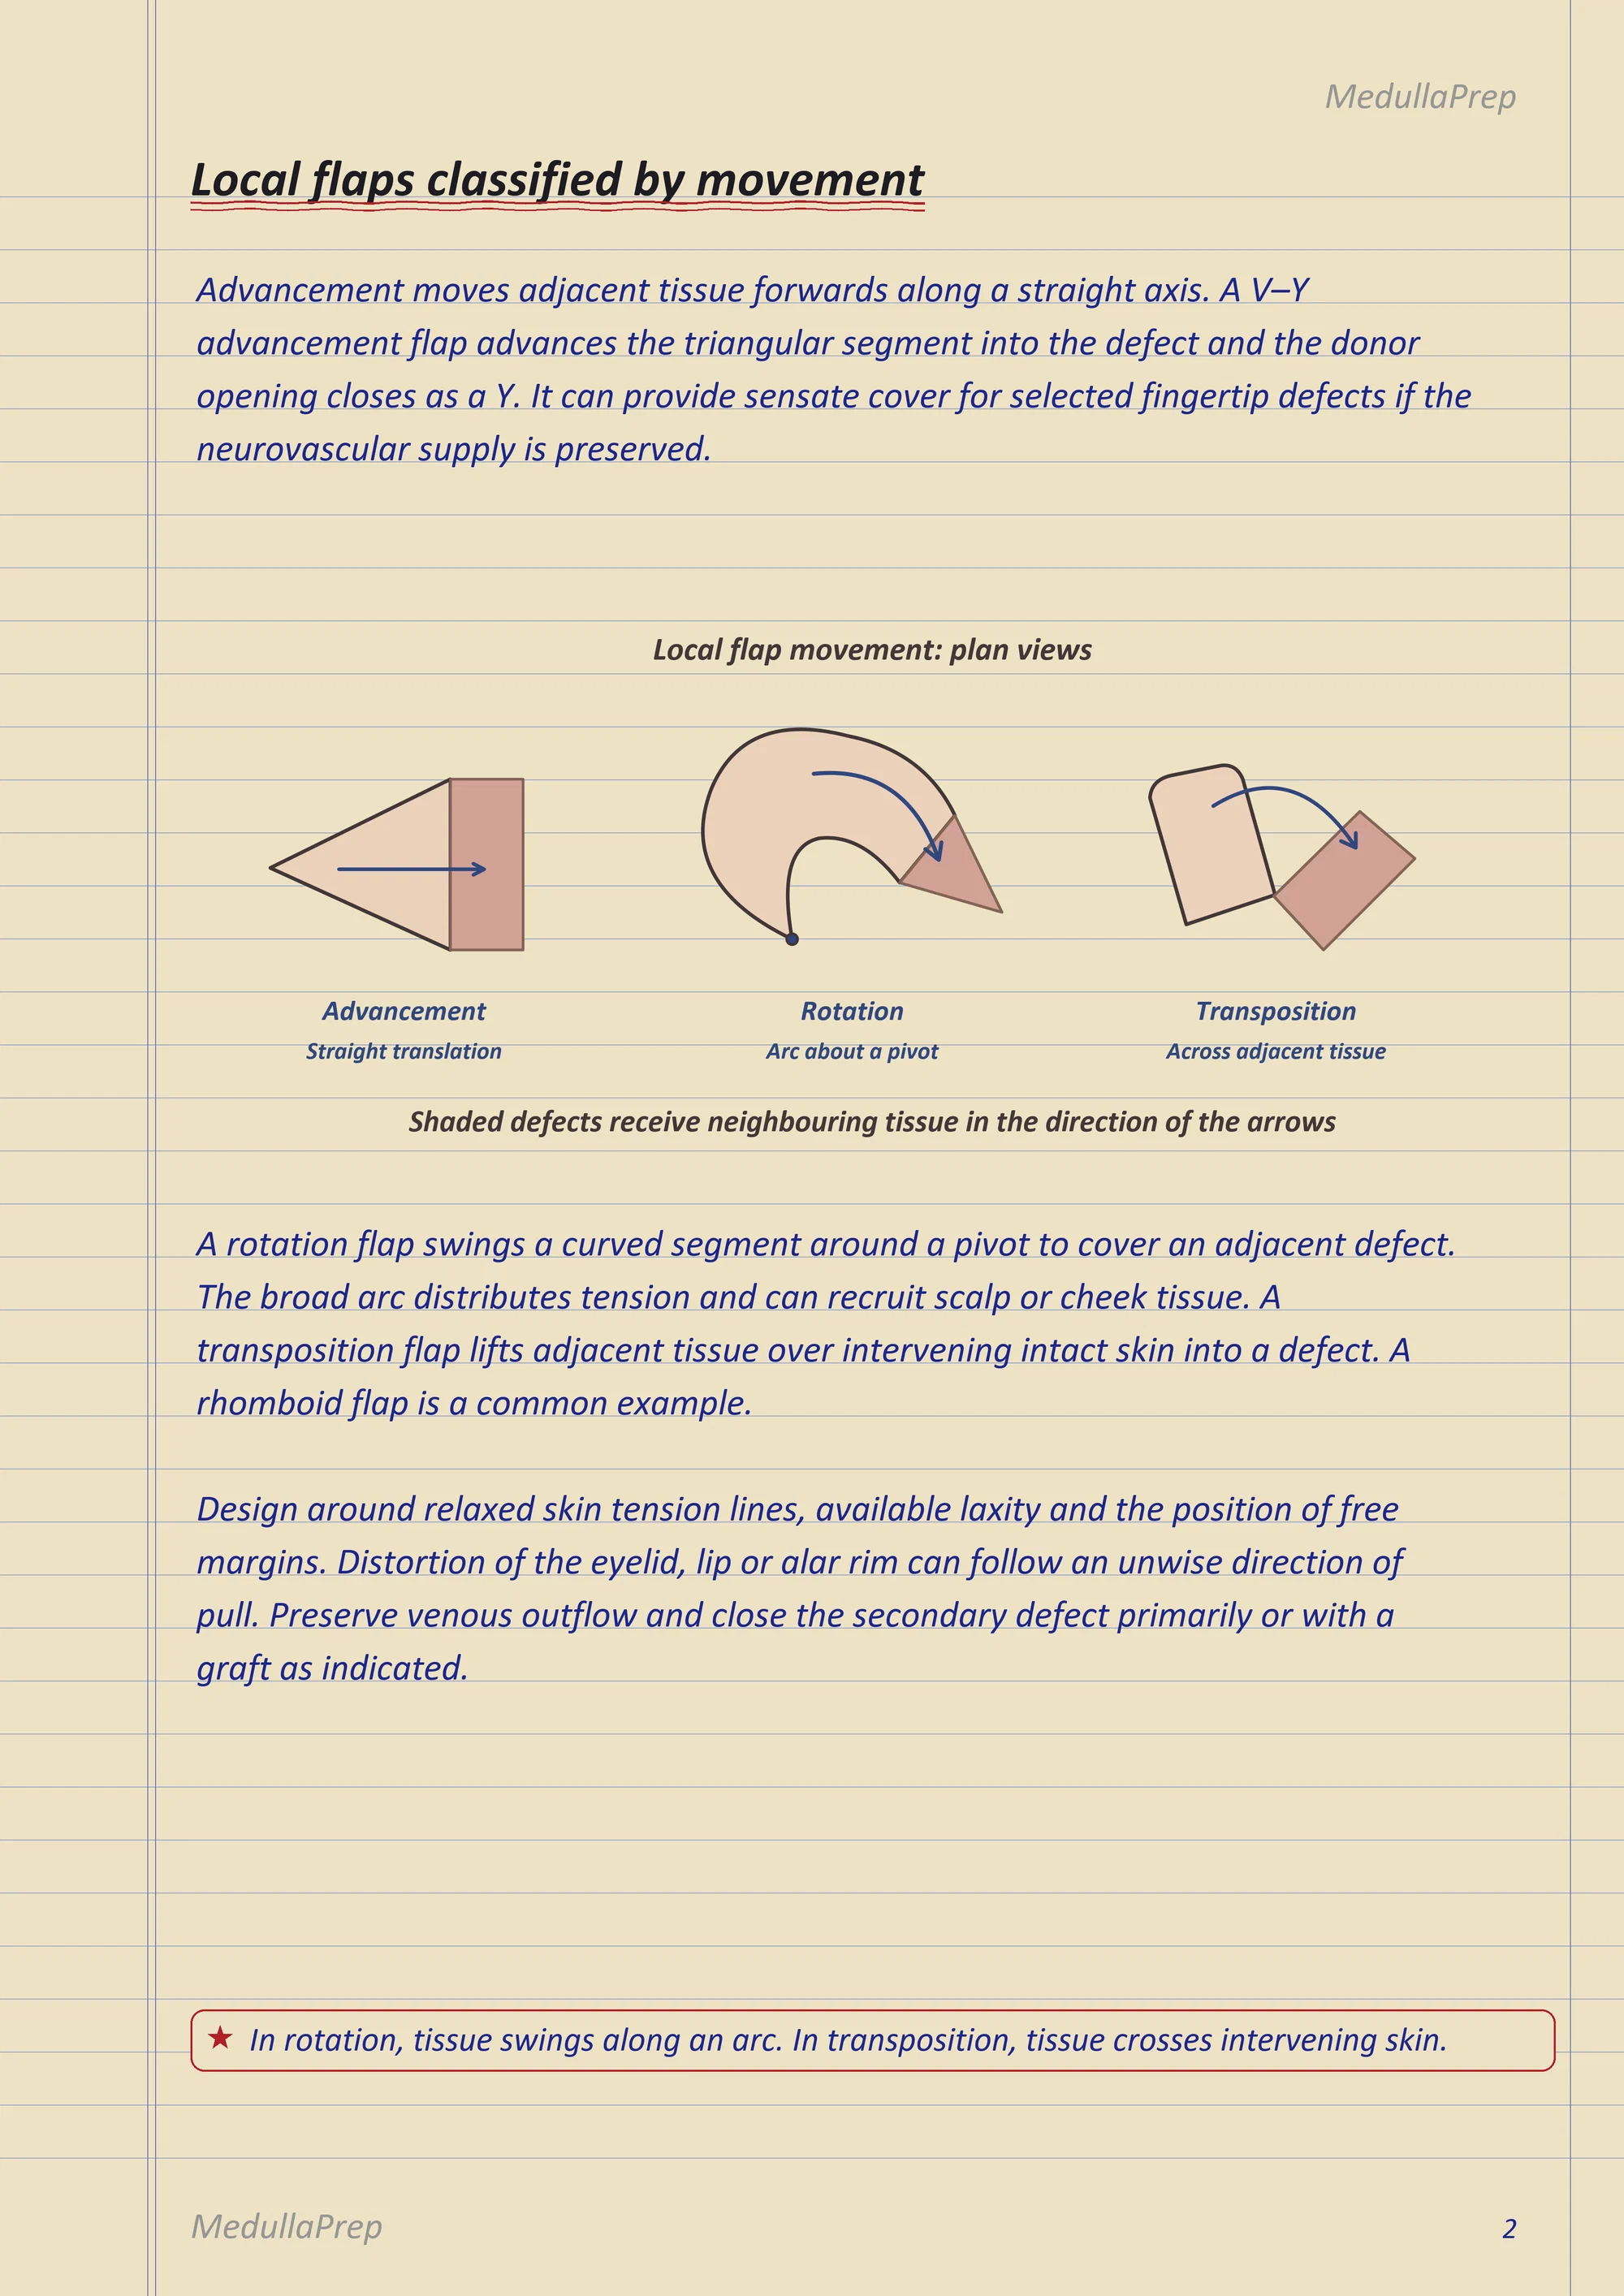 MedullaPrep
Local flaps classified by movement
Advancement moves adjacent tissue forwards along a straight axis. A V–Y
advancement flap advances the triangular segment into the defect and the donor
opening closes as a Y. It can provide sensate cover for selected fingertip defects if the
neurovascular supply is preserved.
Local flap movement: plan views
Advancement
Straight translation
Rotation
Arc about a pivot
Transposition
Across adjacent tissue
Shaded defects receive neighbouring tissue in the direction of the arrows
A rotation flap swings a curved segment around a pivot to cover an adjacent defect.
The broad arc distributes tension and can recruit scalp or cheek tissue. A
transposition flap lifts adjacent tissue over intervening intact skin into a defect. A
rhomboid flap is a common example.
Design around relaxed skin tension lines, available laxity and the position of free
margins. Distortion of the eyelid, lip or alar rim can follow an unwise direction of
pull. Preserve venous outflow and close the secondary defect primarily or with a
graft as indicated.
★ In rotation, tissue swings along an arc. In transposition, tissue crosses intervening skin.
MedullaPrep
2